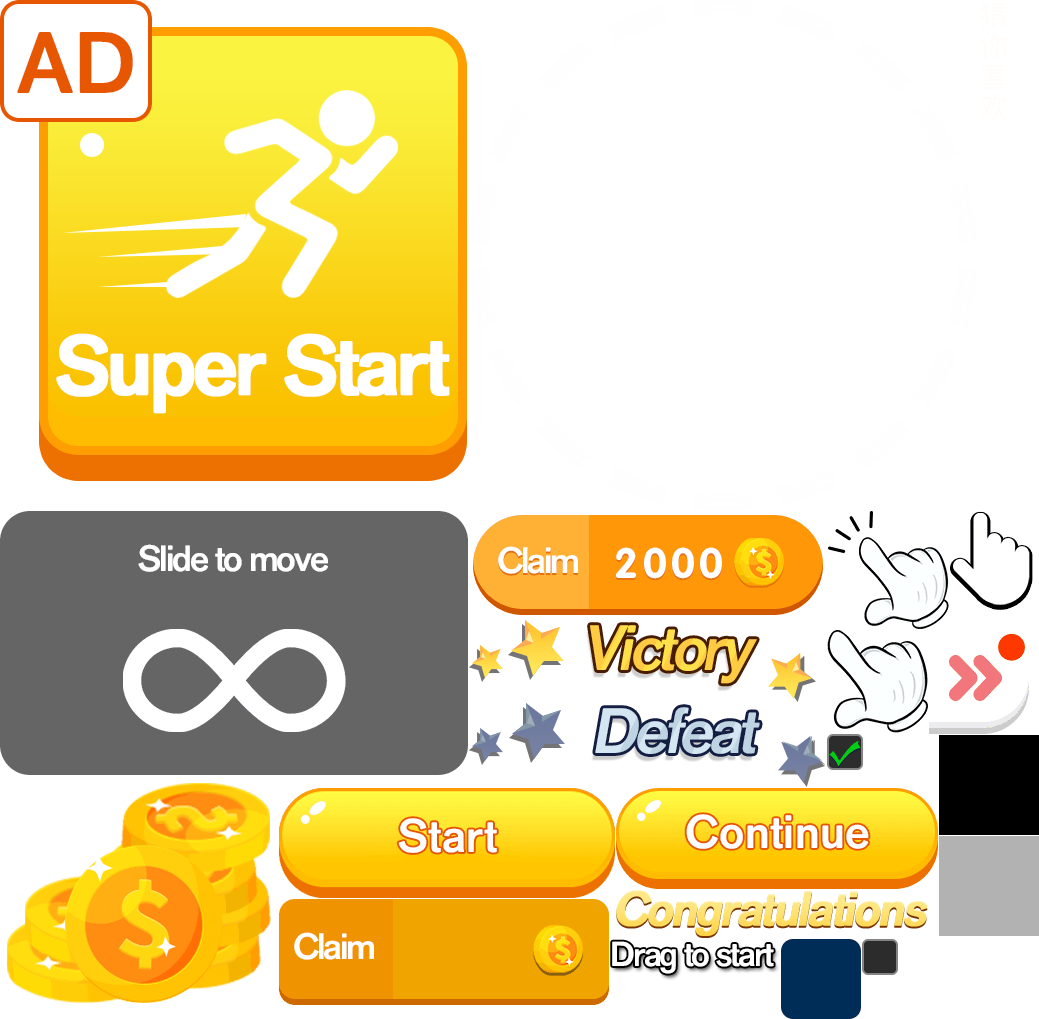 AD
Super Start
Slide to move
Claim 2000
Victory
Defeat
Start
Continue
Claim
Congratulations
Drag to start